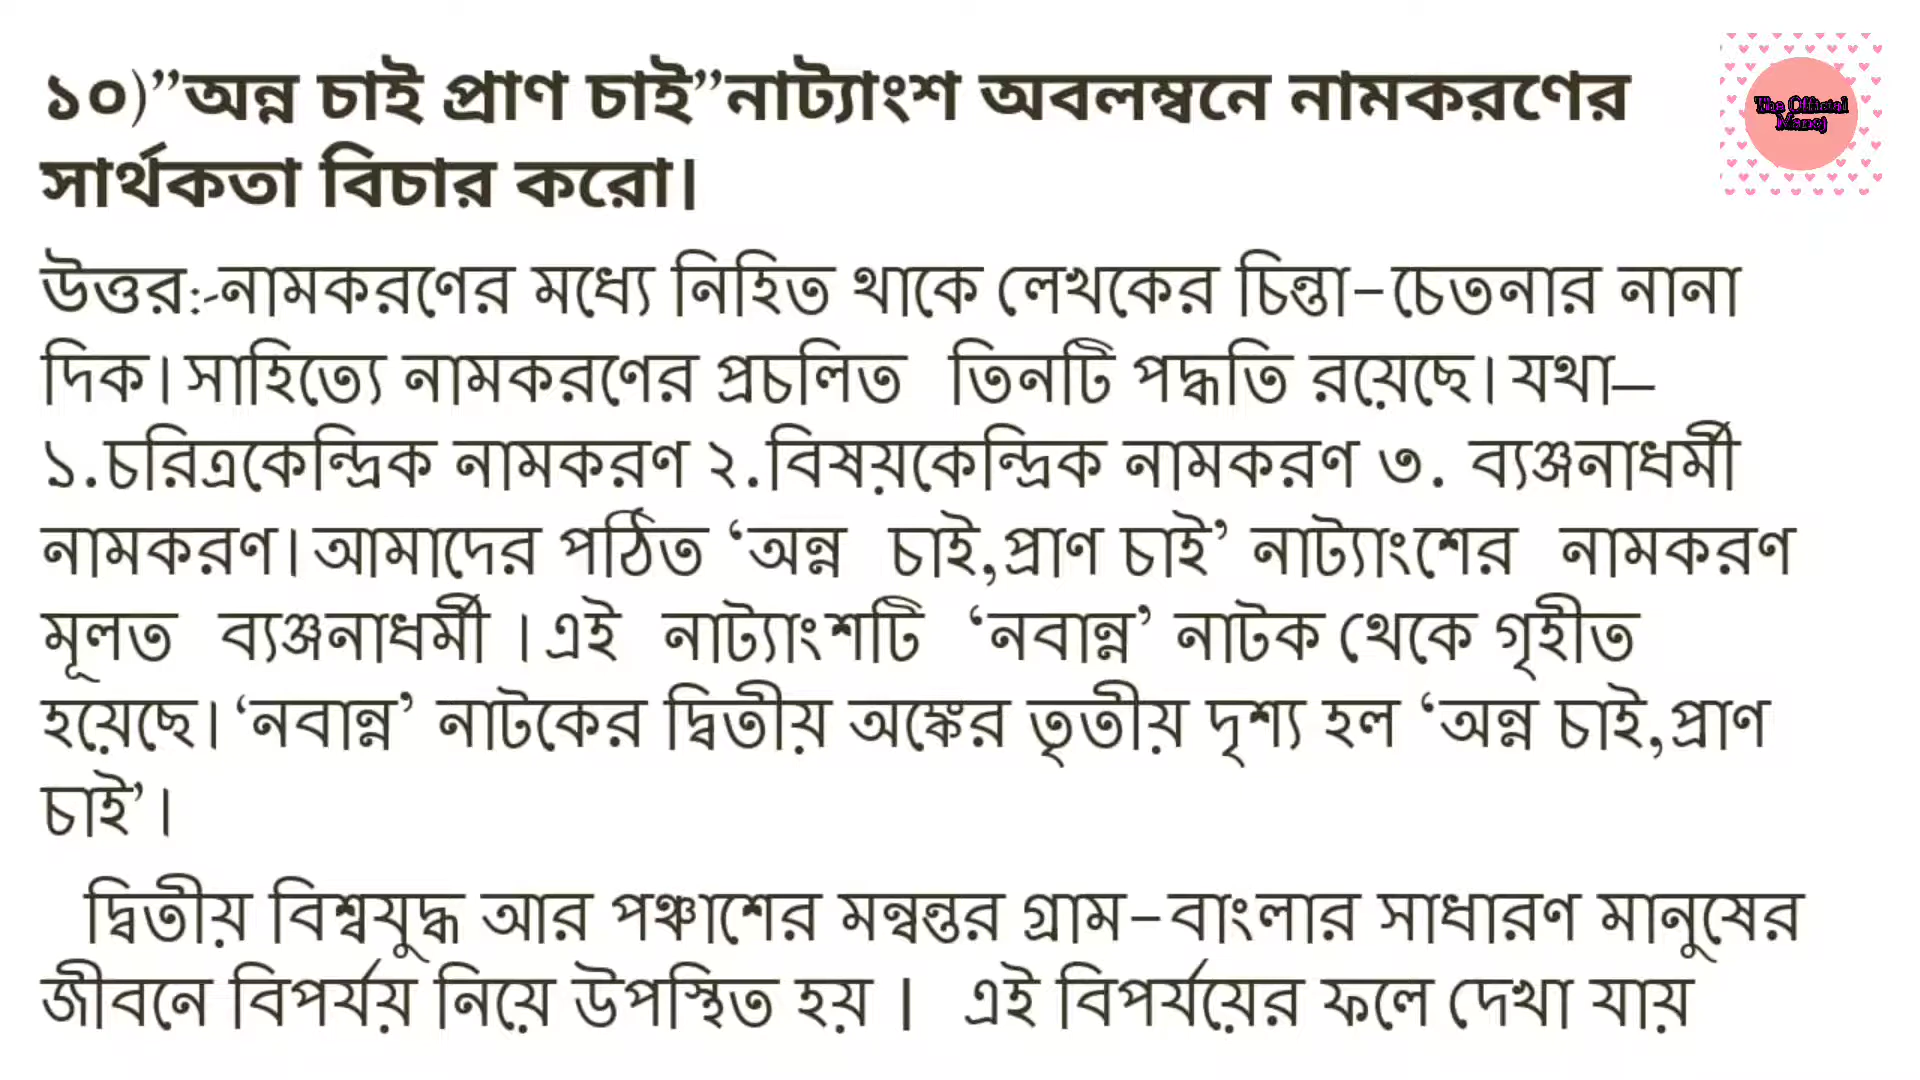 ১০)”অন্ন চাই প্রাণ চাই”নাট্যাংশ অবলম্বনে নামকরণের
সার্থকতা বিচার করো।
উত্তর:-নামকরণের মধ্যে নিহিত থাকে লেখকের চিন্তা-চেতনার নানা
দিক। সাহিত্যে নামকরণের প্রচলিত তিনটি পদ্ধতি রয়েছে। যথা—
১.চরিত্রকেন্দ্রিক নামকরণ ২.বিষয়কেন্দ্রিক নামকরণ ৩. ব্যঞ্জনাধর্মী
নামকরণ। আমাদের পঠিত ‘অন্ন চাই,প্রাণ চাই’ নাট্যাংশের নামকরণ
মূলত ব্যঞ্জনাধর্মী । এই নাট্যাংশটি ‘নবান্ন’ নাটক থেকে গৃহীত
হয়েছে। ‘নবান্ন’ নাটকের দ্বিতীয় অঙ্কের তৃতীয় দৃশ্য হল ‘অন্ন চাই,প্রাণ
চাই’।
দ্বিতীয় বিশ্বযুদ্ধ আর পঞ্চাশের মন্বন্তর গ্রাম-বাংলার সাধারণ মানুষের
জীবনে বিপর্যয় নিয়ে উপস্থিত হয় । এই বিপর্যয়ের ফলে দেখা যায়
The Official
Manoj